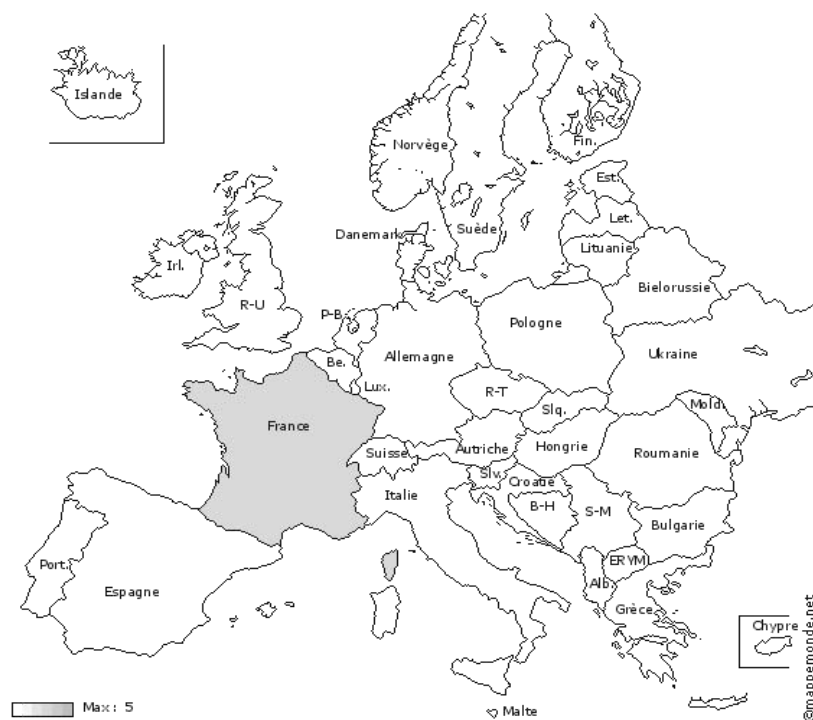 Islande
Norvège
Fin.
Est.
Let.
Suède
Danemark
Lituanie
Irl.
Bielorussie
R-U
P-B
Pologne
Allemagne
Ukraine
Be.
Lux.
R-T
Slq.
Mold.
France
Autriche
Hongrie
Suisse
Roumanie
Slv.
Croatie
Italie
B-H
S-M
Bulgarie
ERYM
Port.
Alb.
Espagne
Grèce
Chypre
Max: 5
Malte
©mappemonde.net